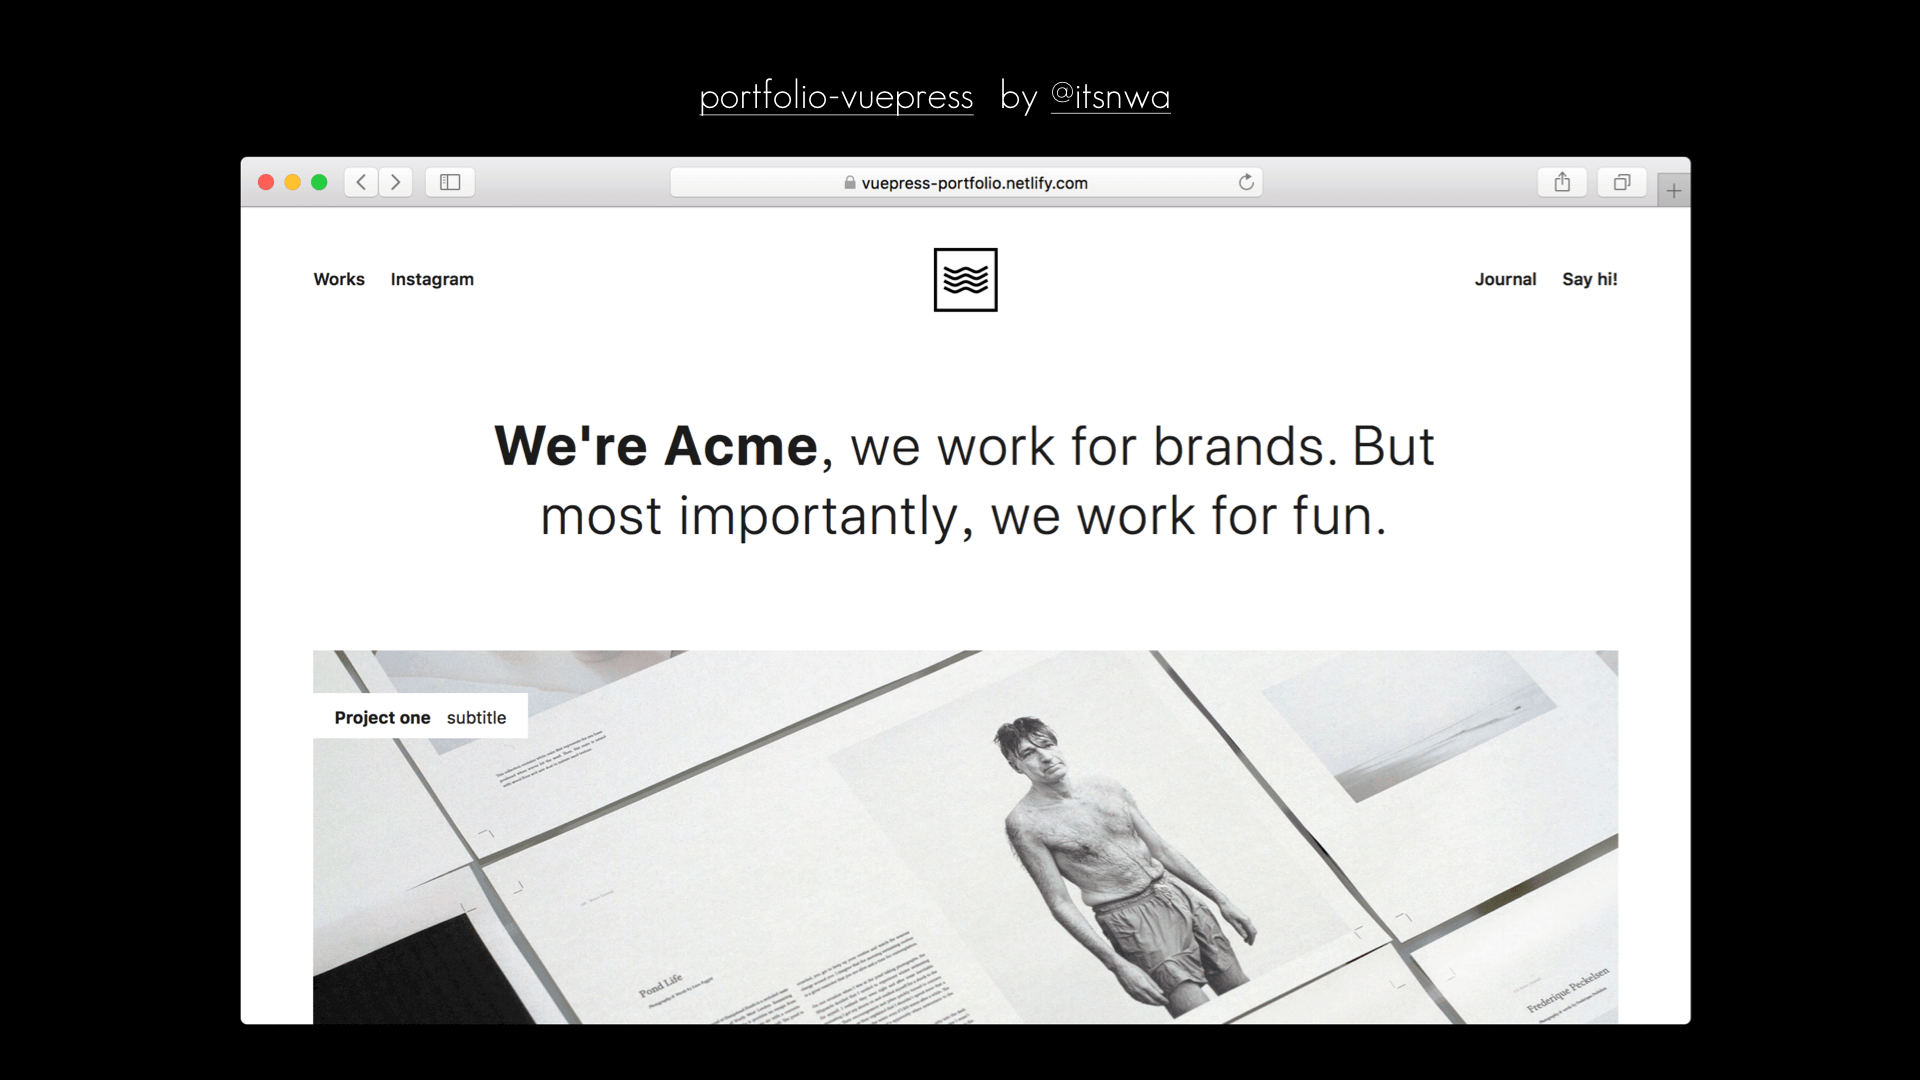 portfolio-vuepress by @itsnwa
vuepress-portfolio.netlify.com
Works Instagram Journal Say hi!
We're Acme, we work for brands. But
most importantly, we work for fun.
Project one subtitle
Pond Life
Frederique Peckelsen